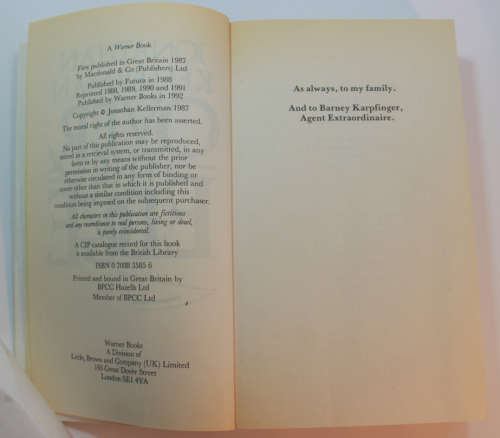 A Warner Book
First published in Great Britain 1987
by Macdonald & Co (Publishers) Ltd
Published by Futura in 1988
Reprinted 1988, 1989, 1990 and 1991
Published by Warner Books in 1992
Copyright © Jonathan Kellerman 1987
The moral right of the author has been asserted.
All rights reserved.
No part of this publication may be reproduced,
stored in a retrieval system, or transmitted, in any
form or by any means without the prior
permission in writing of the publisher, nor be
otherwise circulated in any form of binding or
cover other than that in which it is published and
without a similar condition including this
condition being imposed on the subsequent purchaser.
All characters in this publication are fictitious
and any resemblance to real persons, living or dead,
is purely coincidental.
A CIP catalogue record for this book
is available from the British Library
ISBN 0 7088 3585 6
Printed and bound in Great Britain by
BPCC Hazells Ltd
Member of BPCC Ltd
Warner Books
A Division of
Little, Brown and Company (UK) Limited
165 Great Dover Street
London SE1 4YA
As always, to my family.
And to Barney Karpfinger,
Agent Extraordinaire.